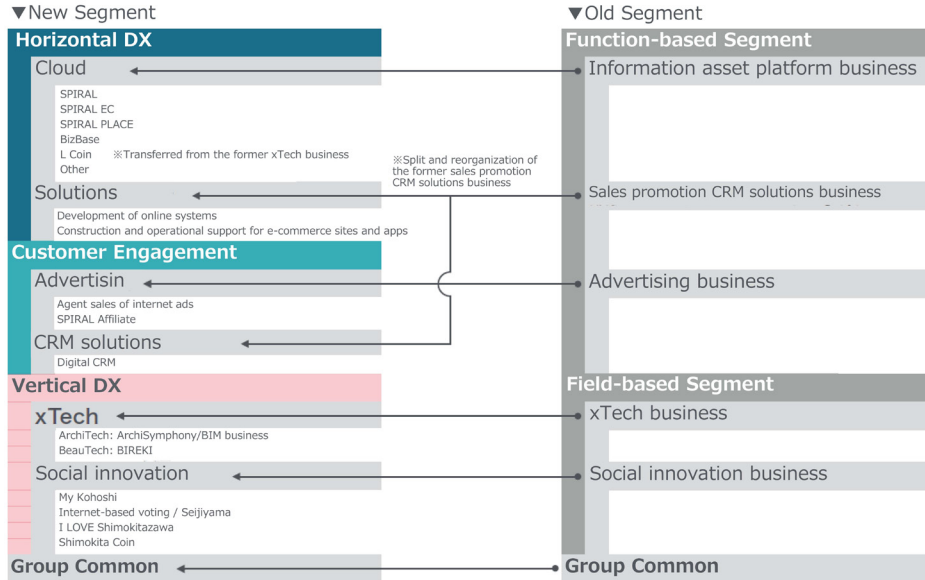 ▼New Segment
Horizontal DX
Cloud
SPIRAL
SPIRAL EC
SPIRAL PLACE
BizBase
L Coin ※Transferred from the former xTech business
Other
Solutions
Development of online systems
Construction and operational support for e-commerce sites and apps
Customer Engagement
Advertisin
Agent sales of internet ads
SPIRAL Affiliate
CRM solutions
Digital CRM
Vertical DX
xTech
ArchiTech: ArchiSymphony/BIM business
BeauTech: BIREKI
Social innovation
My Kohoshi
Internet-based voting / Seijiyama
I LOVE Shimokitazawa
Shimokita Coin
Group Common
※Split and reorganization of
the former sales promotion
CRM solutions business
▼Old Segment
Function-based Segment
Information asset platform business
Sales promotion CRM solutions business
Advertising business
Field-based Segment
xTech business
Social innovation business
Group Common